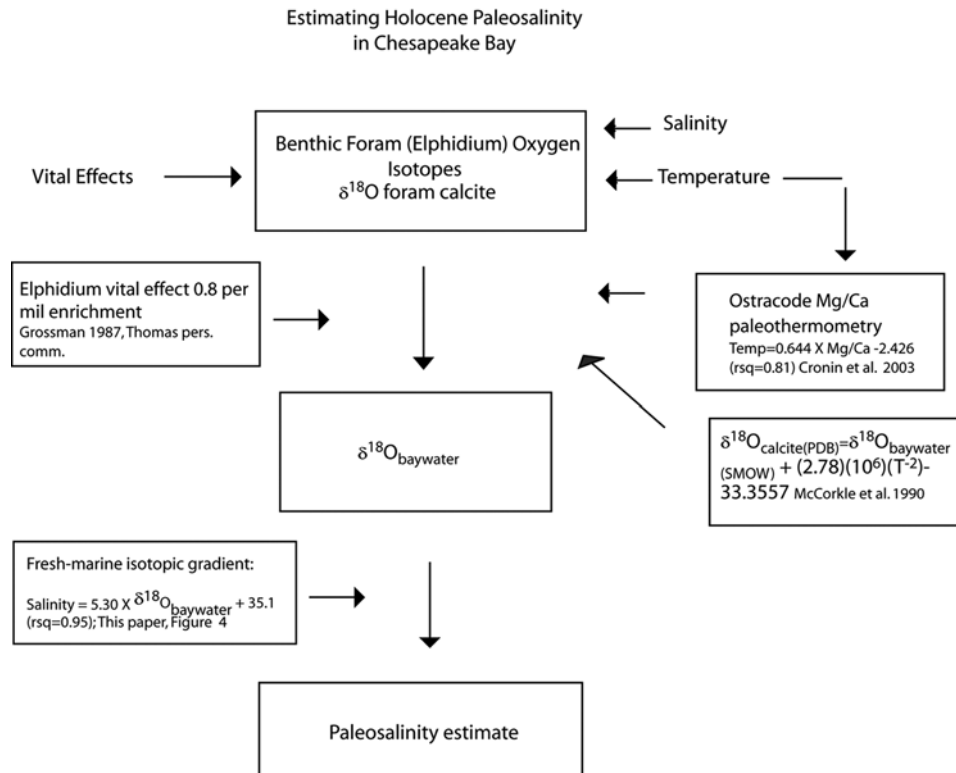 Estimating Holocene Paleosalinity
in Chesapeake Bay
Benthic Foram (Elphidium) Oxygen
Isotopes
δ¹⁸O foram calcite
Salinity
Vital Effects
Temperature
Elphidium vital effect 0.8 per
mil enrichment
Grossman 1987, Thomas pers.
comm.
Ostracode Mg/Ca
paleothermometry
Temp=0.644 X Mg/Ca -2.426
(rsq=0.81) Cronin et al. 2003
δ¹⁸Obaywater
δ¹⁸Ocalcite(PDB)=δ¹⁸Obaywater
(SMOW) + (2.78)(10⁶)(T⁻²)-
33.3557 McCorkle et al. 1990
Fresh-marine isotopic gradient:
Salinity = 5.30 X δ¹⁸Obaywater + 35.1
(rsq=0.95); This paper, Figure 4
Paleosalinity estimate